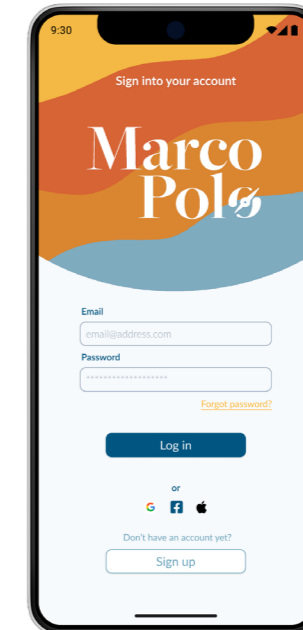 9:30
Sign into your account
Marco
Polo
Email
email@address.com
Password
*******************
Forgot password?
Log in
or
G
Don't have an account yet?
Sign up